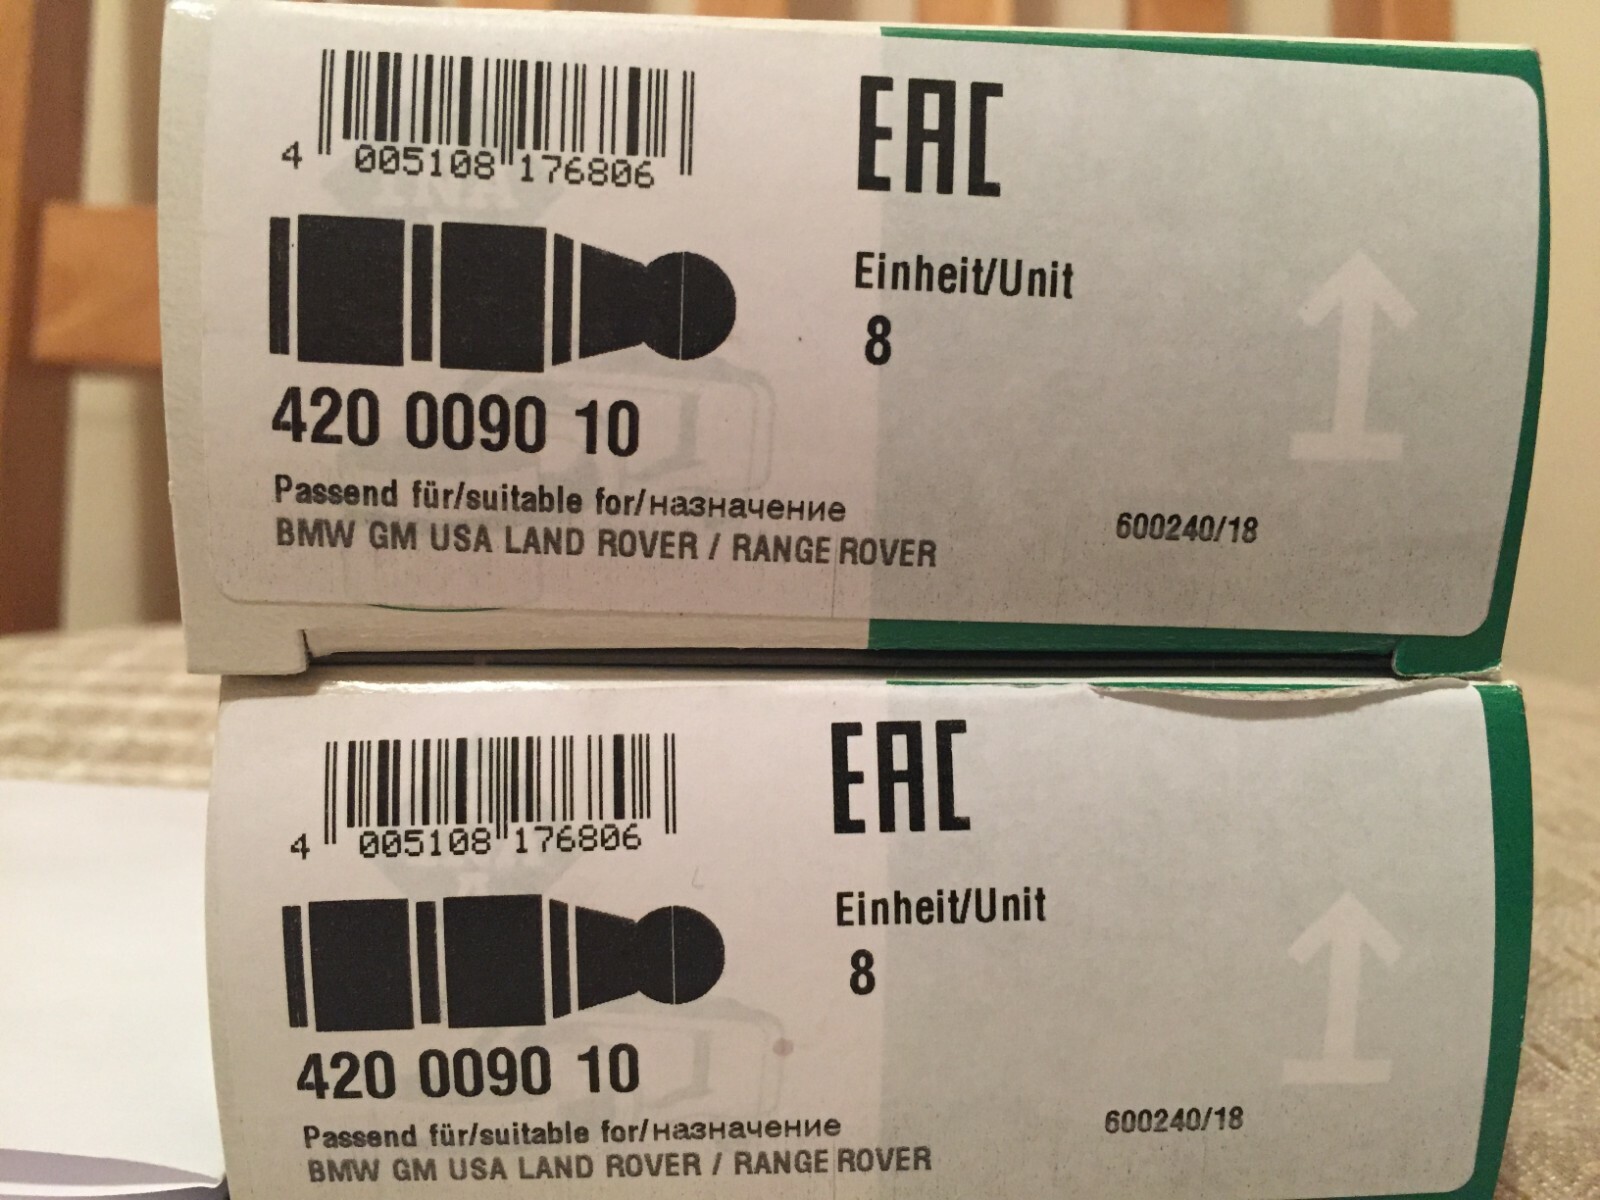 4 005108 176806
EAC
Einheit/Unit
8
420 0090 10
Passend für/suitable for/назначение
BMW GM USA LAND ROVER / RANGE ROVER
600240/18
4 005108 176806
EAC
Einheit/Unit
8
420 0090 10
Passend für/suitable for/назначение
BMW GM USA LAND ROVER / RANGE ROVER
600240/18